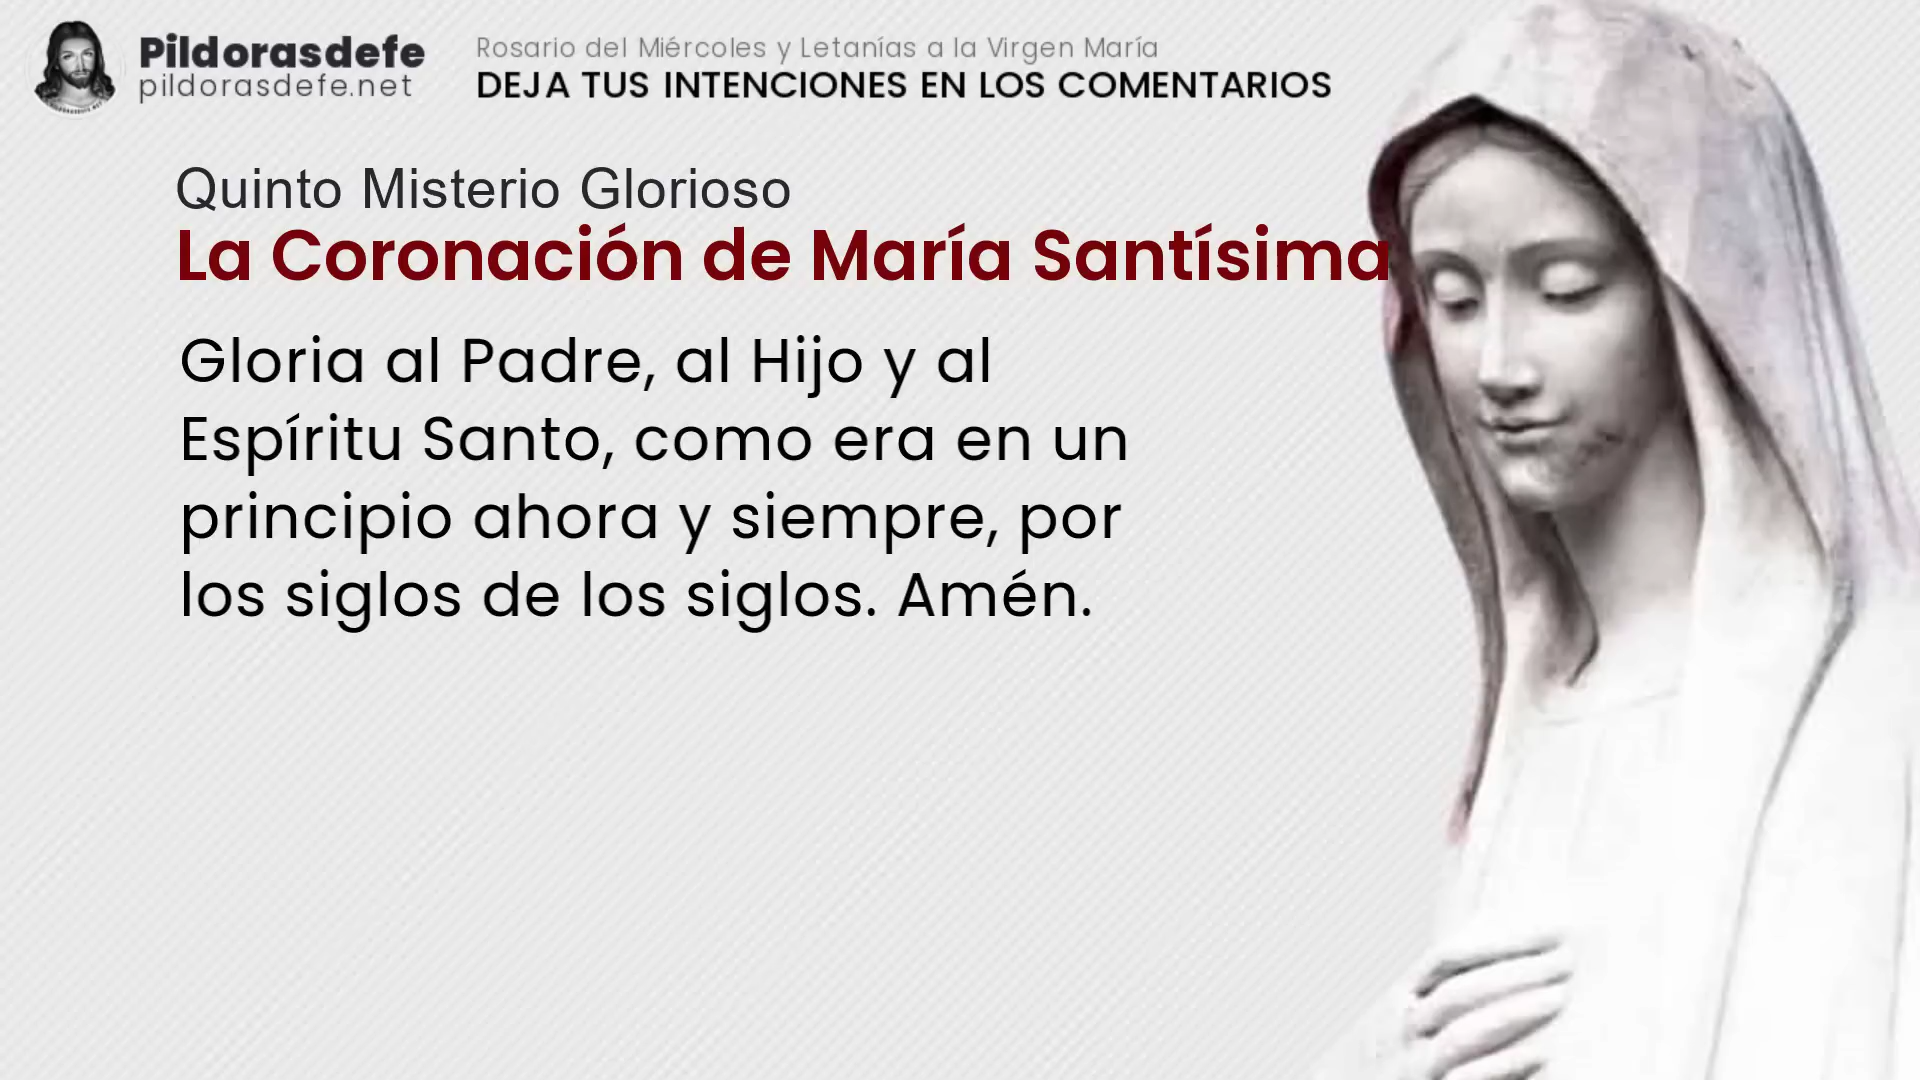 Pildorasdefe
pildorasdefe.net
Rosario del Miércoles y Letanías a la Virgen María
DEJA TUS INTENCIONES EN LOS COMENTARIOS
Quinto Misterio Glorioso
La Coronación de María Santísima
Gloria al Padre, al Hijo y al
Espíritu Santo, como era en un
principio ahora y siempre, por
los siglos de los siglos. Amén.